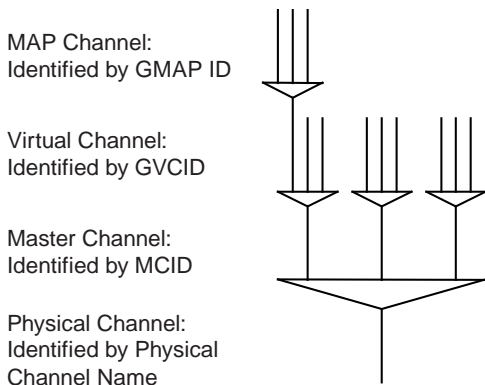 MAP Channel:
Identified by GMAP ID
Virtual Channel:
Identified by GVCID
Master Channel:
Identified by MCID
Physical Channel:
Identified by Physical
Channel Name